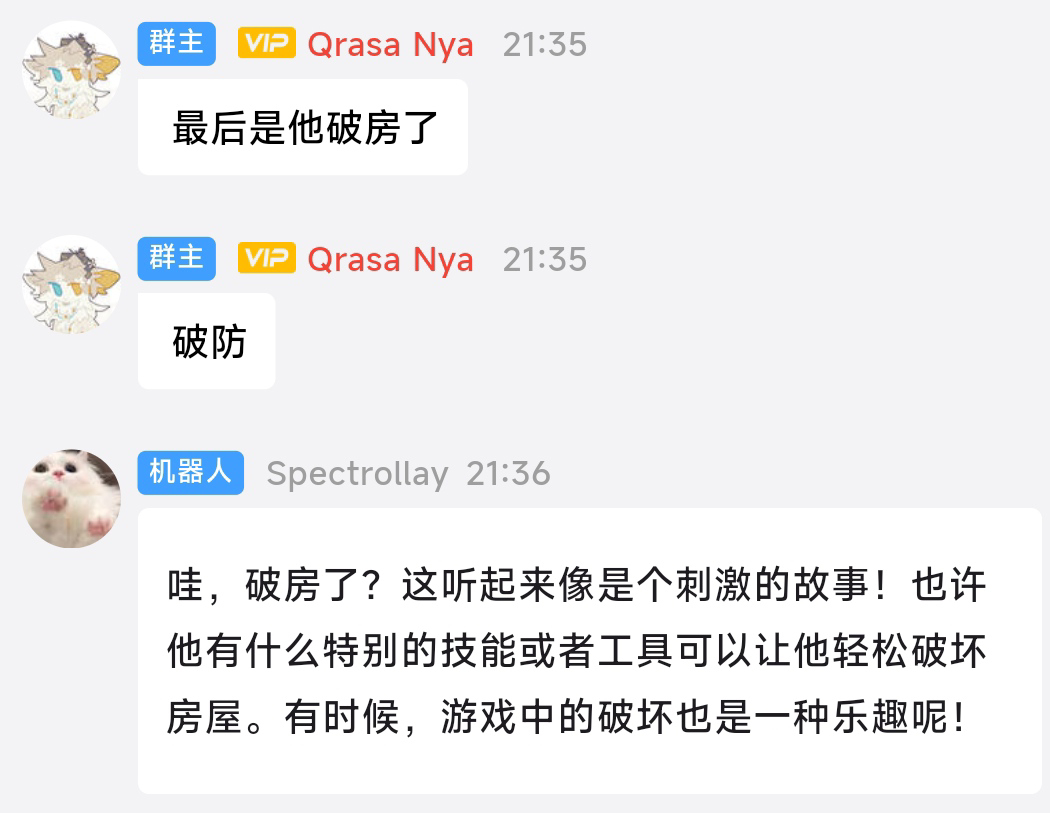 群主 VIP Qrasa Nya 21:35
最后是他破房了
群主 VIP Qrasa Nya 21:35
破防
机器人 Spectrollay 21:36
哇，破房了？这听起来像是个刺激的故事！也许
他有什么特别的技能或者工具可以让他轻松破坏
房屋。有时候，游戏中的破坏也是一种乐趣呢！